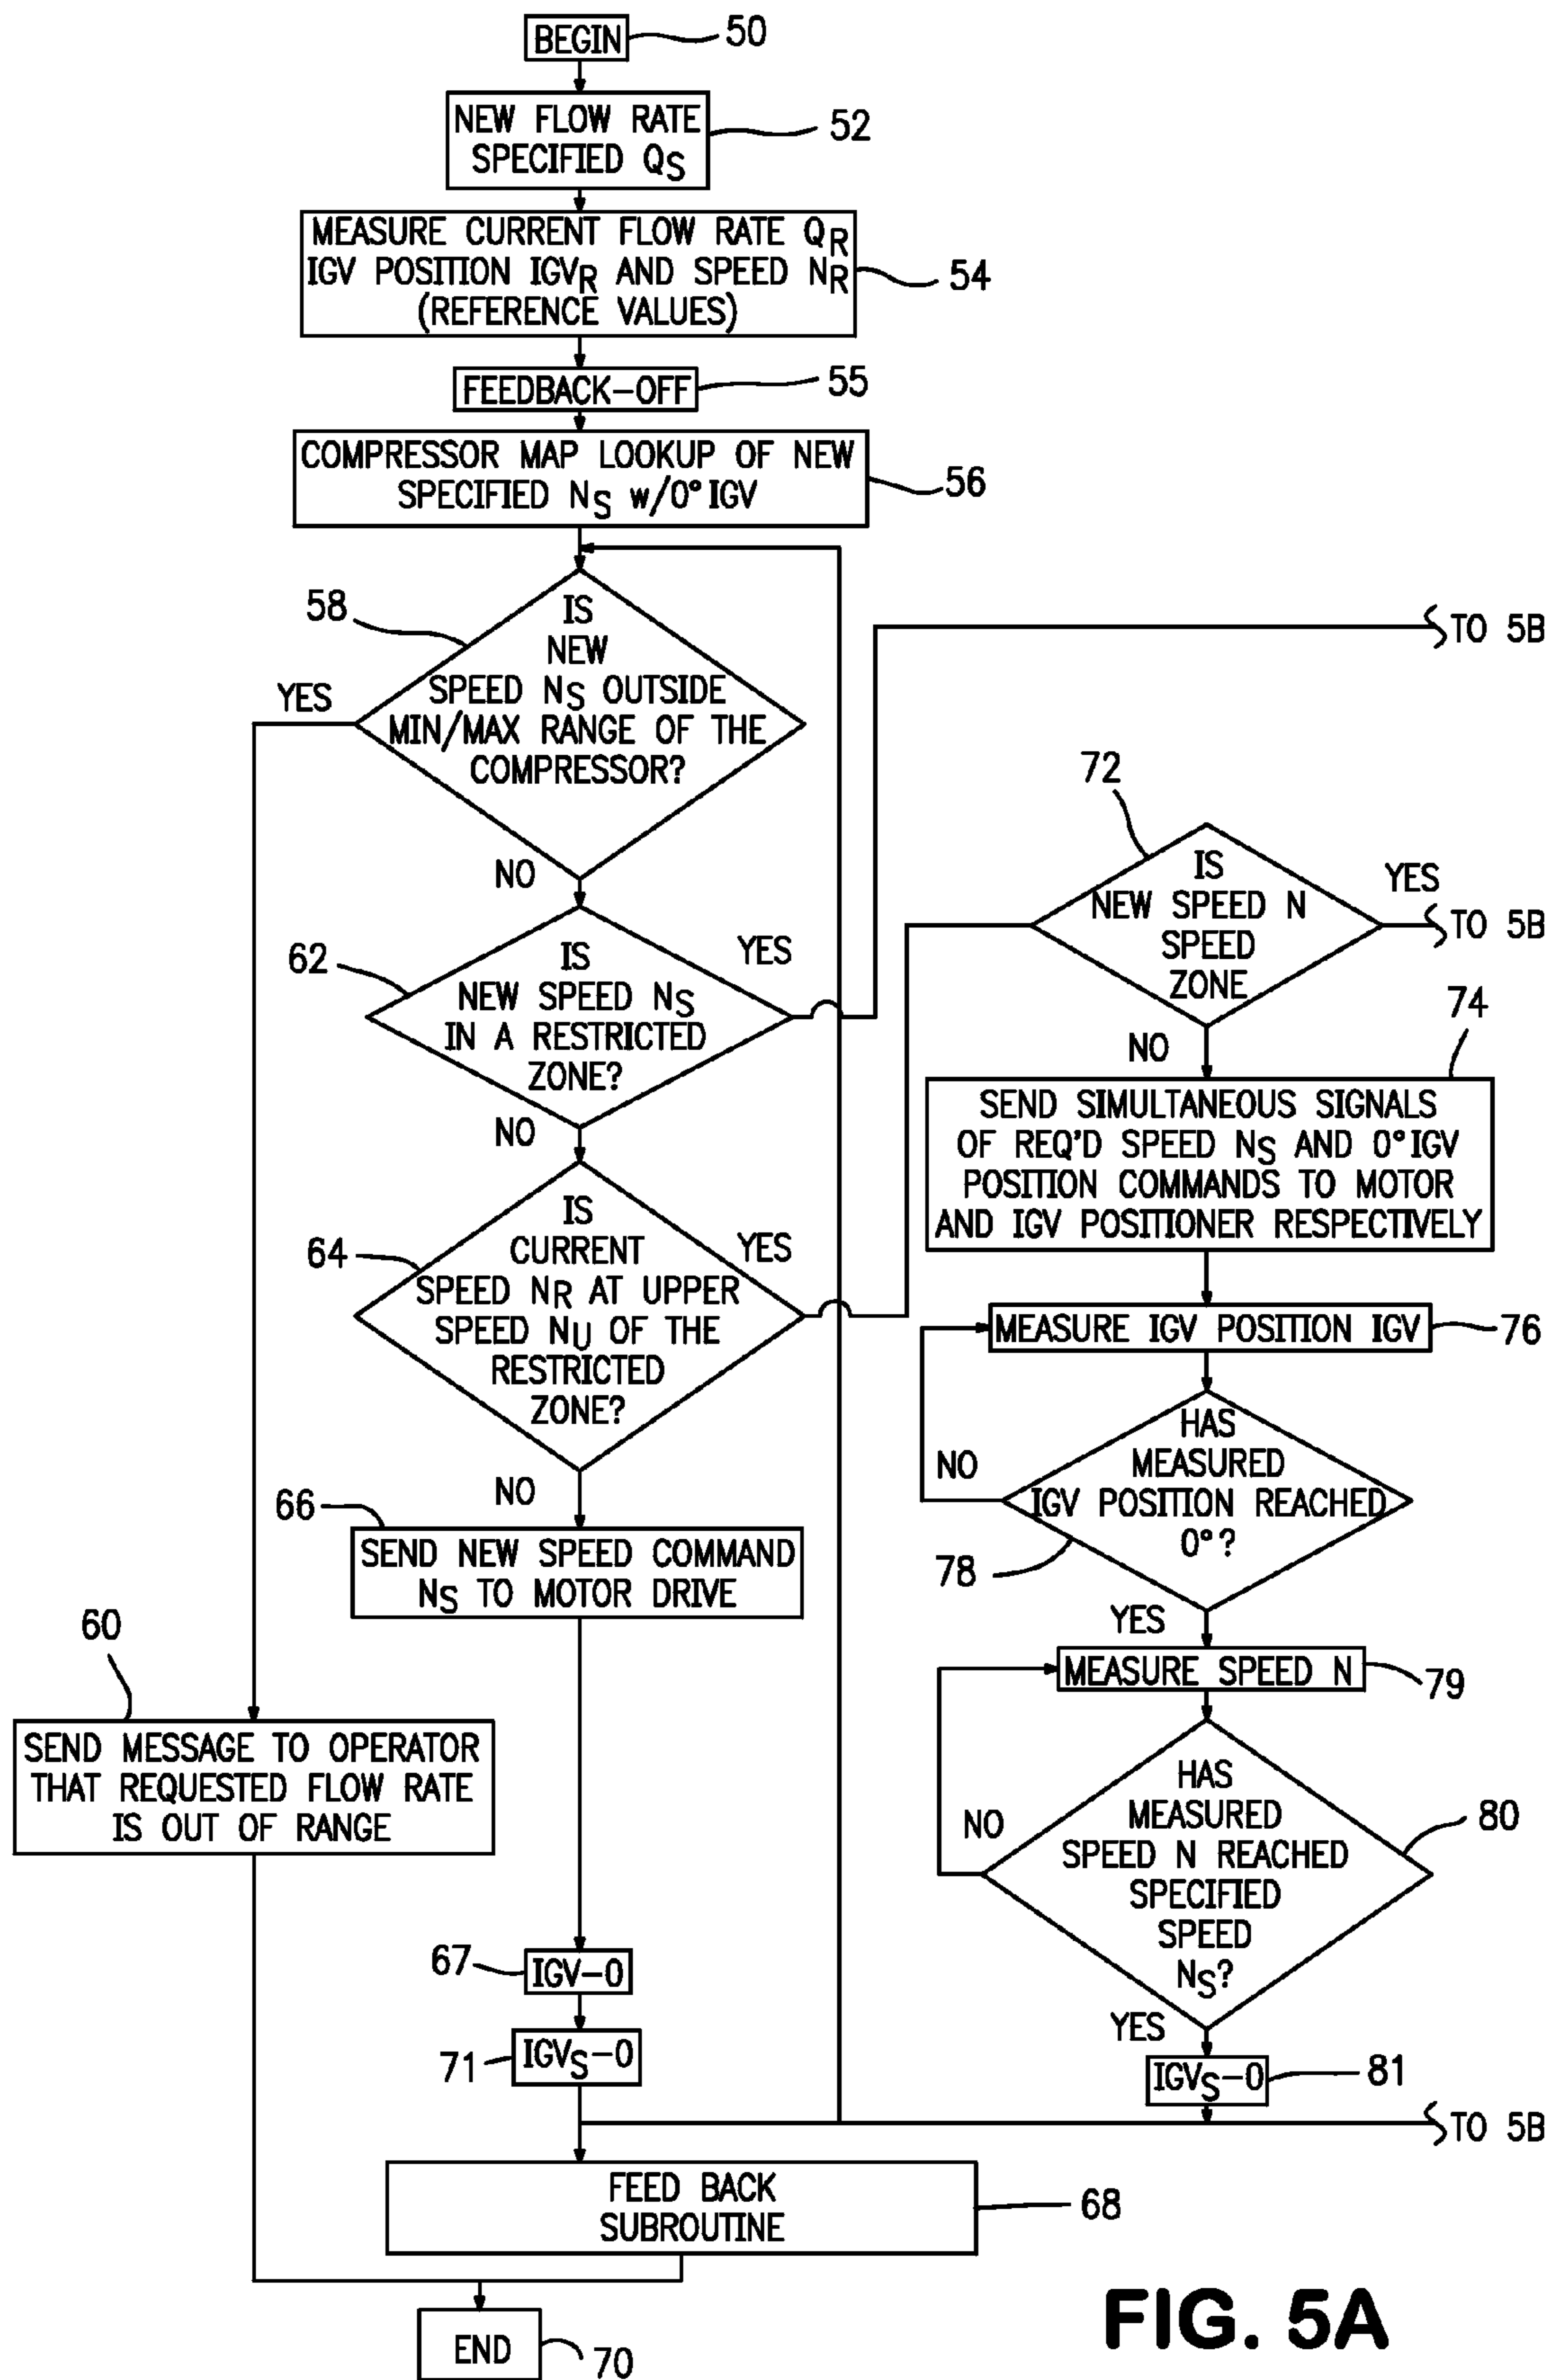 BEGIN
50
NEW FLOW RATE
SPECIFIED QS
52
MEASURE CURRENT FLOW RATE QR
IGV POSITION IGVR AND SPEED NR
(REFERENCE VALUES)
54
FEEDBACK-OFF
55
COMPRESSOR MAP LOOKUP OF NEW
SPECIFIED NS w/0° IGV
56
58
IS
NEW
SPEED NS OUTSIDE
MIN/MAX RANGE OF THE
COMPRESSOR?
YES
NO
TO 5B
62
IS
NEW SPEED NS
IN A RESTRICTED
ZONE?
YES
NO
64
IS
CURRENT
SPEED NR AT UPPER
SPEED NU OF THE
RESTRICTED
ZONE?
YES
NO
66
SEND NEW SPEED COMMAND
NS TO MOTOR DRIVE
60
SEND MESSAGE TO OPERATOR
THAT REQUESTED FLOW RATE
IS OUT OF RANGE
67
IGV-0
71
IGVS-0
72
IS
NEW SPEED N
SPEED
ZONE
YES
TO 5B
NO
74
SEND SIMULTANEOUS SIGNALS
OF REQ'D SPEED NS AND 0° IGV
POSITION COMMANDS TO MOTOR
AND IGV POSITIONER RESPECTIVELY
MEASURE IGV POSITION IGV
76
HAS
MEASURED
IGV POSITION REACHED
0°?
NO
78
YES
MEASURE SPEED N
79
HAS
MEASURED
SPEED N REACHED
SPECIFIED
SPEED
NS?
NO
80
YES
IGVS-0
81
TO 5B
FEED BACK
SUBROUTINE
68
END
70
FIG. 5A